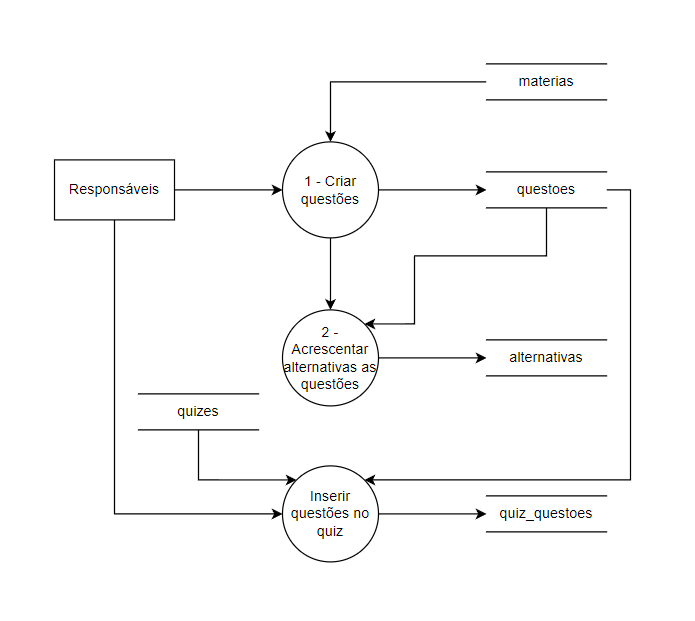 materias
Responsáveis
1 - Criar
questões
questoes
2 -
Acrescentar
alternativas as
questões
alternativas
quizes
Inserir
questões no
quiz
quiz_questoes